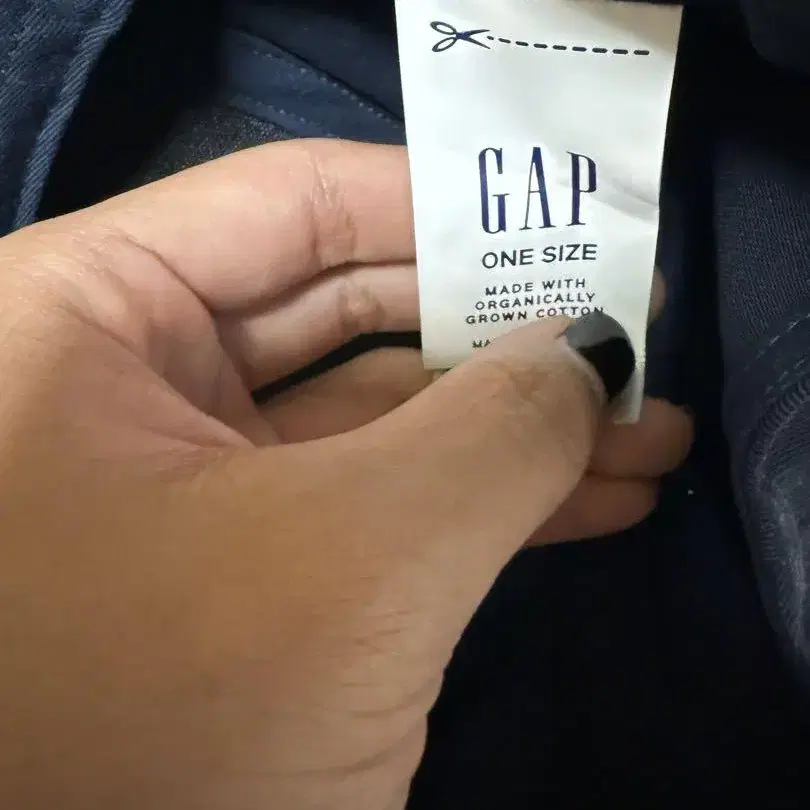 GAP
ONE SIZE
MADE WITH
ORGANICALLY
GROWN COTTON